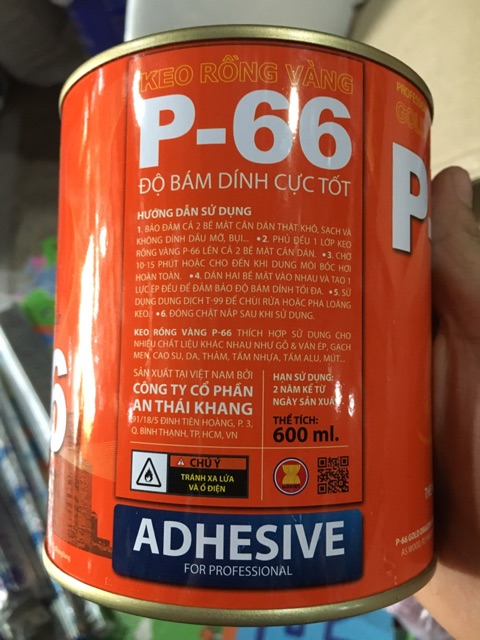 KEO RỒNG VÀNG
P-66
ĐỘ BÁM DÍNH CỰC TỐT
HƯỚNG DẪN SỬ DỤNG
1. BẢO ĐẢM CẢ 2 BỀ MẶT CẦN DÁN THẬT KHÔ, SẠCH VÀ
KHÔNG DÍNH DẦU MỠ, BỤI... •2. PHỦ ĐỀU 1 LỚP KEO
RỒNG VÀNG P-66 LÊN CẢ 2 BỀ MẶT CẦN DÁN. •3. CHỜ
10-15 PHÚT HOẶC CHO ĐẾN KHI DUNG MÔI BỐC HƠI
HOÀN TOÀN. •4. DÁN HAI BỀ MẶT VÀO NHAU VÀ TẠO 1
LỰC ÉP ĐỀU ĐỂ ĐẢM BẢO ĐỘ BÁM DÍNH TỐI ĐA. •5. SỬ
DỤNG DUNG DỊCH T-99 ĐỂ CHÙI RỬA HOẶC PHA LOÃNG
KEO. •6. ĐÓNG CHẶT NẮP SAU KHI SỬ DỤNG.
KEO RỒNG VÀNG P-66 THÍCH HỢP SỬ DỤNG CHO
NHIỀU CHẤT LIỆU KHÁC NHAU NHƯ GỖ & VÁN ÉP, GẠCH
MEN, CAO SU, DA, THẢM, TẤM NHỰA, TẤM ALU, MÚT...
SẢN XUẤT TẠI VIỆT NAM BỞI
CÔNG TY CỔ PHẦN
AN THÁI KHANG
91/18/5 ĐINH TIÊN HOÀNG, P. 3,
Q. BÌNH THẠNH, TP. HCM, VN
HẠN SỬ DỤNG:
2 NĂM KỂ TỪ
NGÀY SẢN XUẤT
THỂ TÍCH:
600 ml.
CHÚ Ý
TRÁNH XA LỬA
VÀ Ổ ĐIỆN
ADHESIVE
FOR PROFESSIONAL
6
P
P-66 GOLD